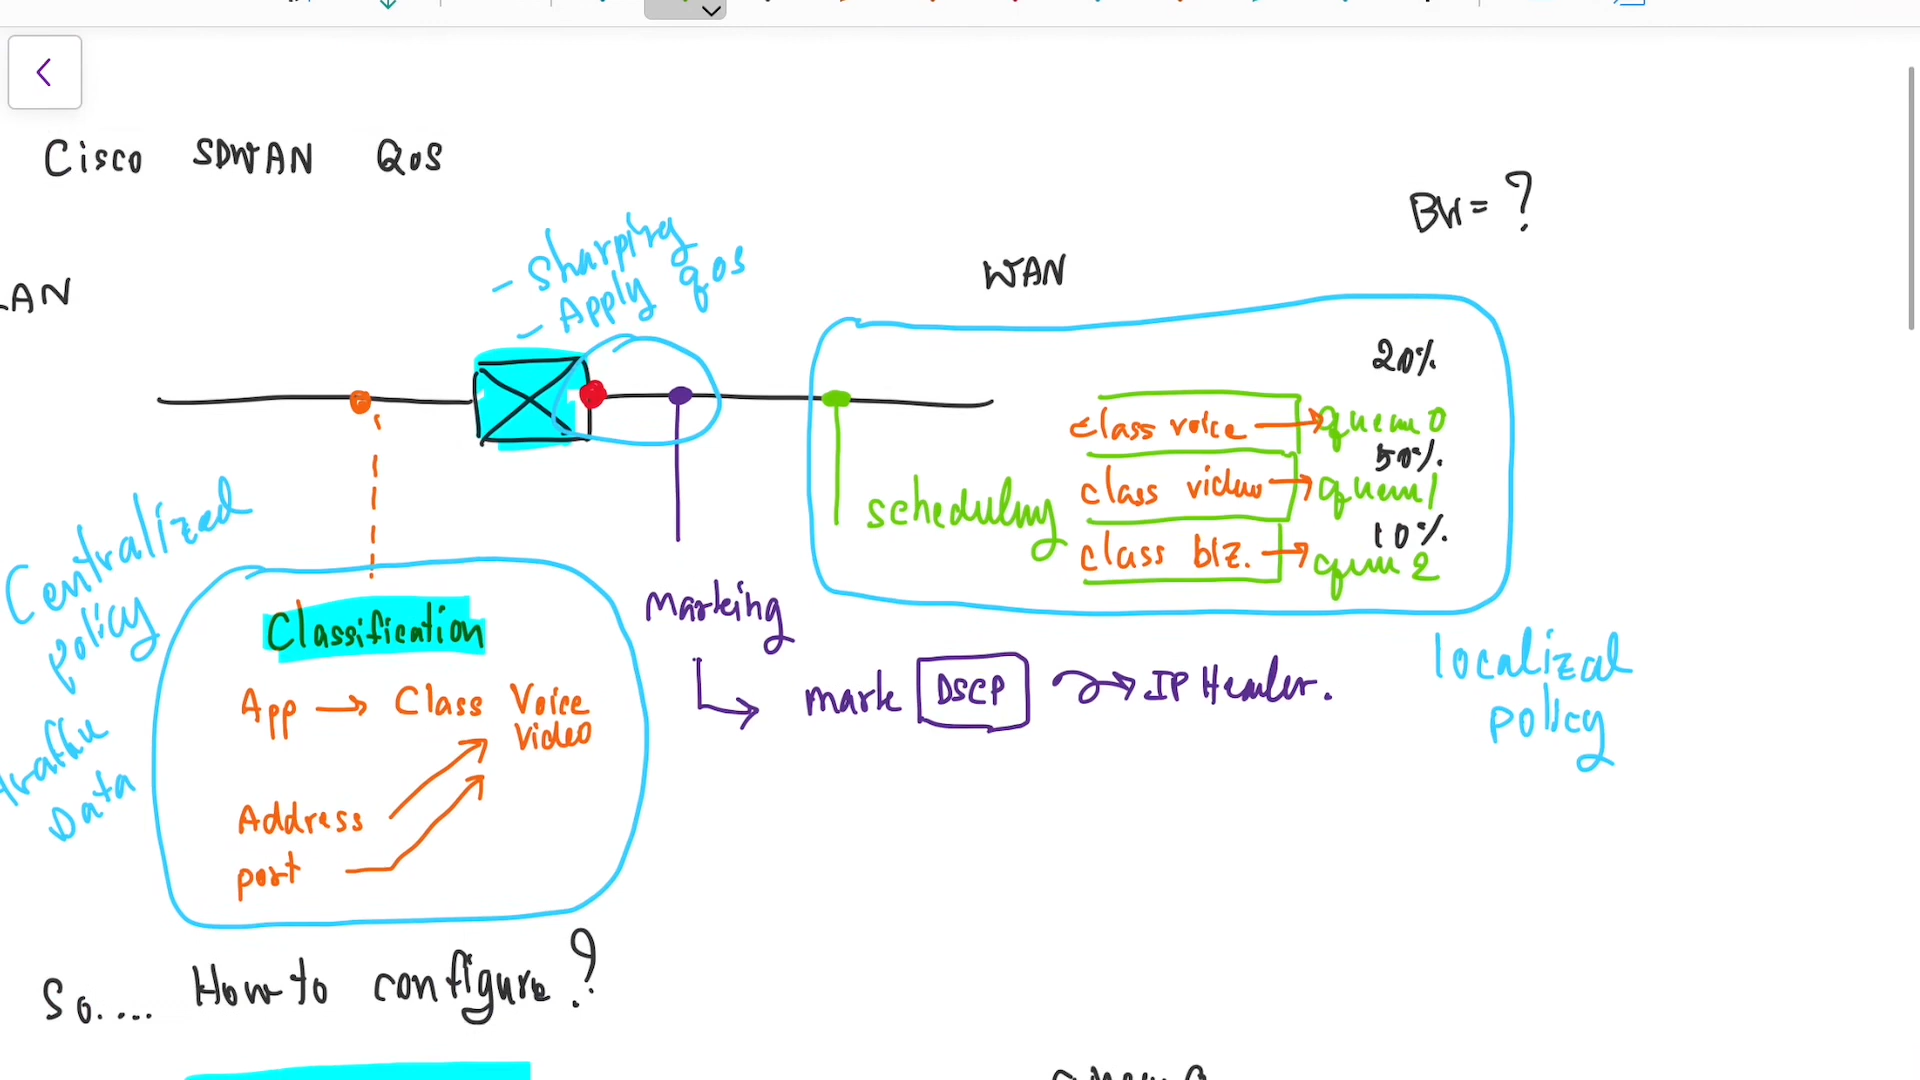 Cisco SDWAN QoS
BW = ?
- Sharping
- Apply qos
WAN
LAN
20%
class voice → queue 0
50%
class video → queue 1
scheduling
10%
class biz. → queue 2
Centralized
policy
traffic
Data
Classification
App → Class Voice
Video
Address
port
Marking
mark DSCP → IP Header.
localized
policy
So.... How to configure?